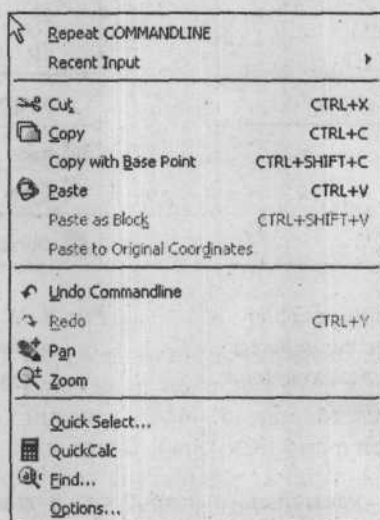 Repeat COMMANDLINE
Recent Input
Cut CTRL+X
Copy CTRL+C
Copy with Base Point CTRL+SHIFT+C
Paste CTRL+V
Paste as Block CTRL+SHIFT+V
Paste to Original Coordinates
Undo Commandline
Redo CTRL+Y
Pan
Zoom
Quick Select...
QuickCalc
Find...
Options...